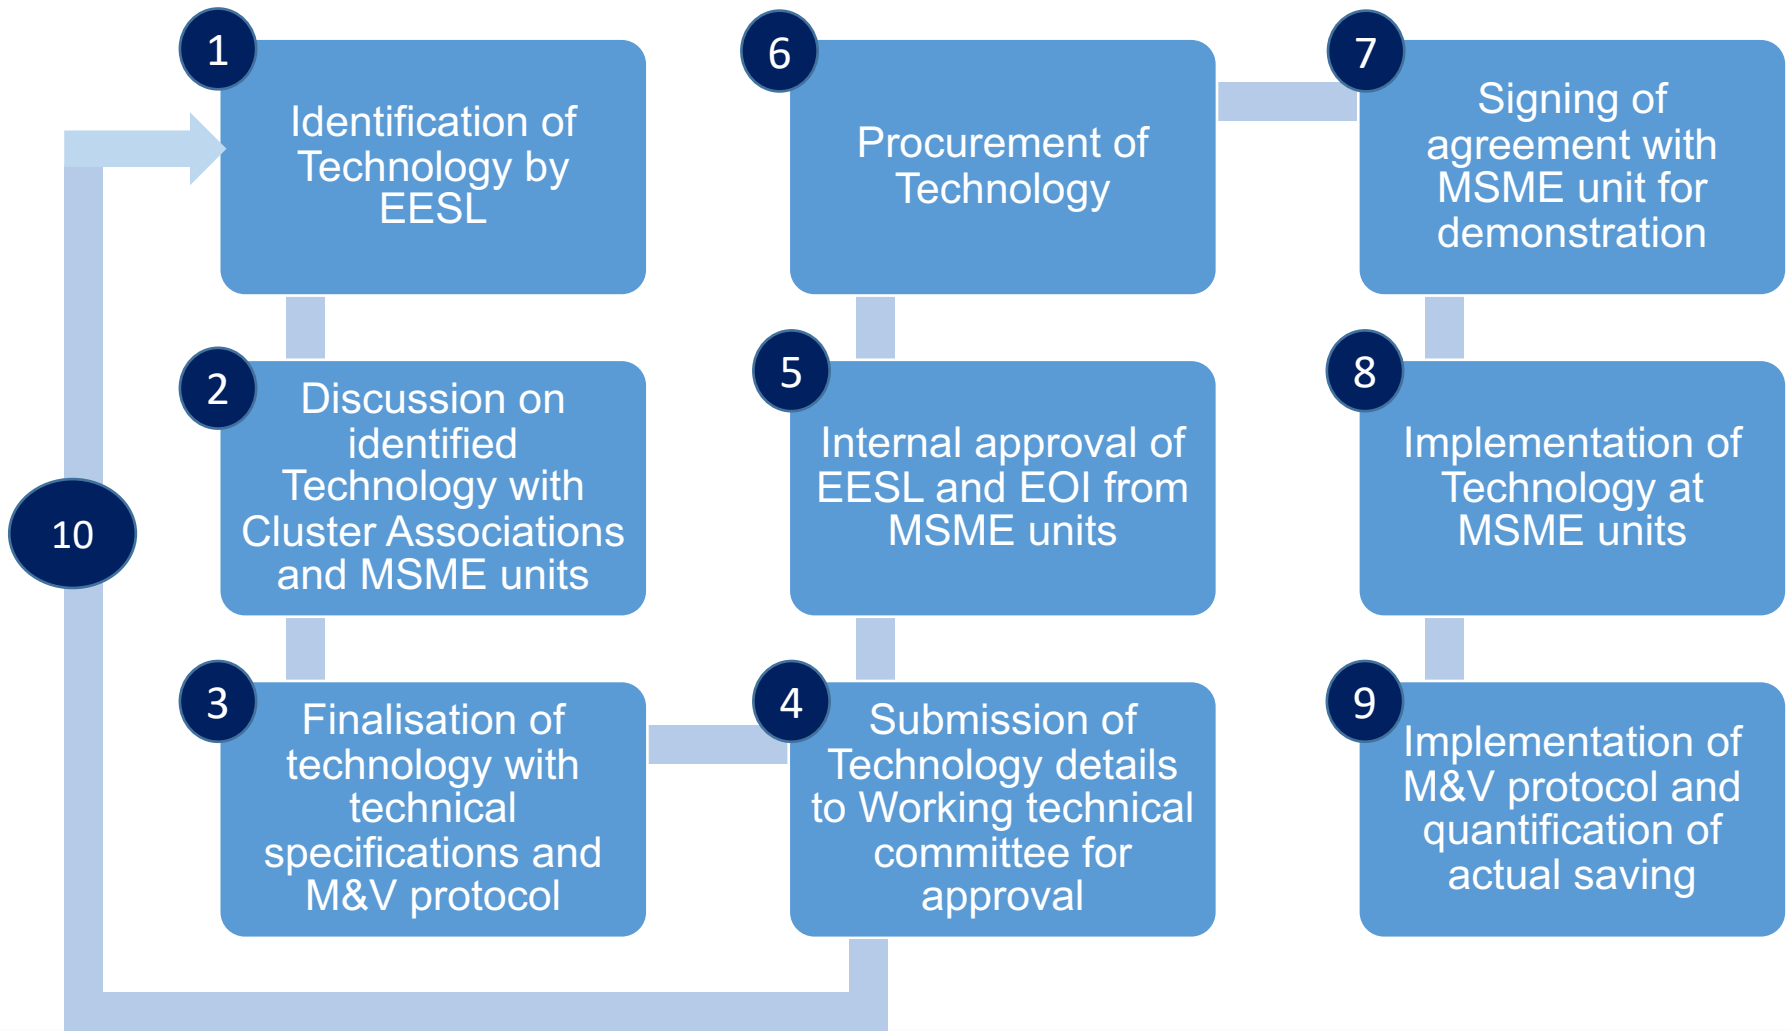 1
Identification of
Technology by
EESL
2
Discussion on
identified
Technology with
Cluster Associations
and MSME units
3
Finalisation of
technology with
technical
specifications and
M&V protocol
4
Submission of
Technology details
to Working technical
committee for
approval
5
Internal approval of
EESL and EOI from
MSME units
6
Procurement of
Technology
7
Signing of
agreement with
MSME unit for
demonstration
8
Implementation of
Technology at
MSME units
9
Implementation of
M&V protocol and
quantification of
actual saving
10